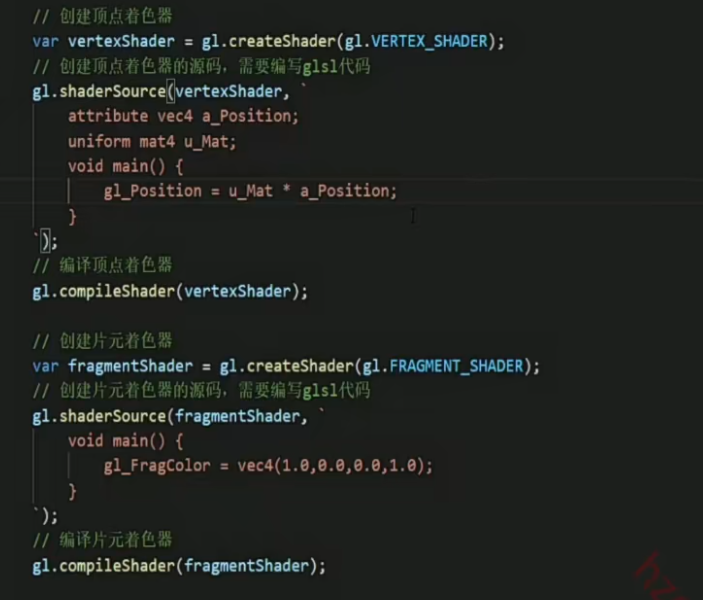 // 创建顶点着色器
var vertexShader = gl.createShader(gl.VERTEX_SHADER);
// 创建顶点着色器的源码，需要编写glsl代码
gl.shaderSource(vertexShader, `
attribute vec4 a_Position;
uniform mat4 u_Mat;
void main() {
gl_Position = u_Mat * a_Position;
}
`);
// 编译顶点着色器
gl.compileShader(vertexShader);
// 创建片元着色器
var fragmentShader = gl.createShader(gl.FRAGMENT_SHADER);
// 创建片元着色器的源码，需要编写glsl代码
gl.shaderSource(fragmentShader, `
void main() {
gl_FragColor = vec4(1.0,0.0,0.0,1.0);
}
`);
// 编译片元着色器
gl.compileShader(fragmentShader);